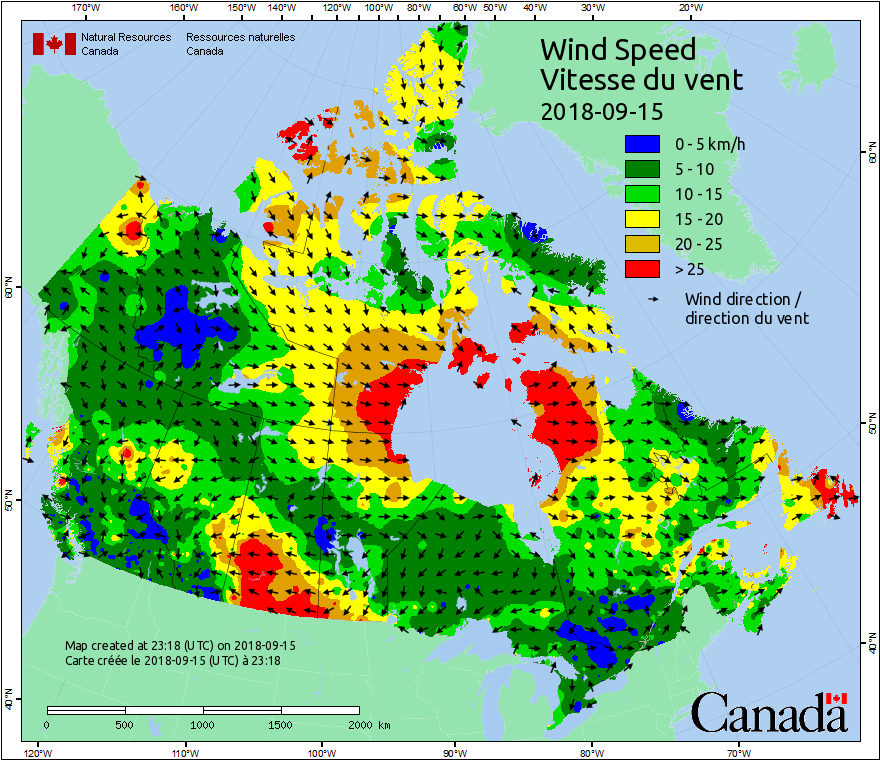 170°W 160°W 150°W 140°W 120°W 100°W 80°W 60°W 50°W 40°W 30°W 20°W
Natural Resources Canada
Ressources naturelles Canada
Wind Speed
Vitesse du vent
2018-09-15
0 - 5 km/h
5 - 10
10 - 15
15 - 20
20 - 25
> 25
Wind direction /
direction du vent
60°N
60°N
50°N
50°N
40°N
40°N
Map created at 23:18 (UTC) on 2018-09-15
Carte créée le 2018-09-15 (UTC) à 23:18
0 500 1000 1500 2000 km
Canada
120°W 110°W 100°W 90°W 80°W 70°W